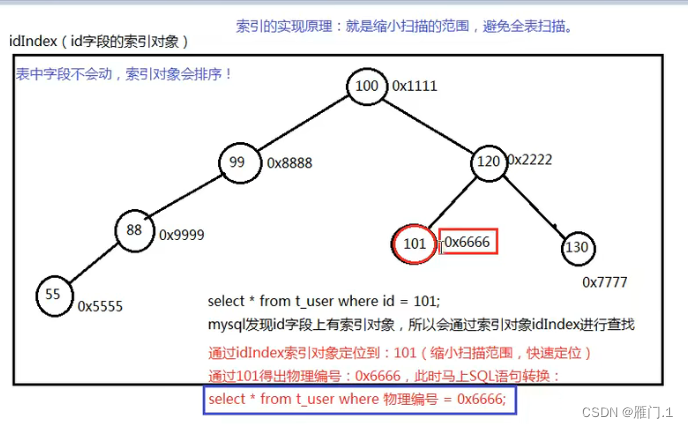 索引的实现原理：就是缩小扫描的范围，避免全表扫描。
idIndex（id字段的索引对象）
表中字段不会动，索引对象会排序！
100 0x1111
99 0x8888
120 0x2222
88 0x9999
101 0x6666
130
0x7777
55 0x5555
select * from t_user where id = 101;
mysql发现id字段上有索引对象，所以会通过索引对象idIndex进行查找
通过idIndex索引对象定位到：101（缩小扫描范围，快速定位）
通过101得出物理编号：0x6666，此时马上SQL语句转换：
select * from t_user where 物理编号 = 0x6666;
CSDN @雁门.1